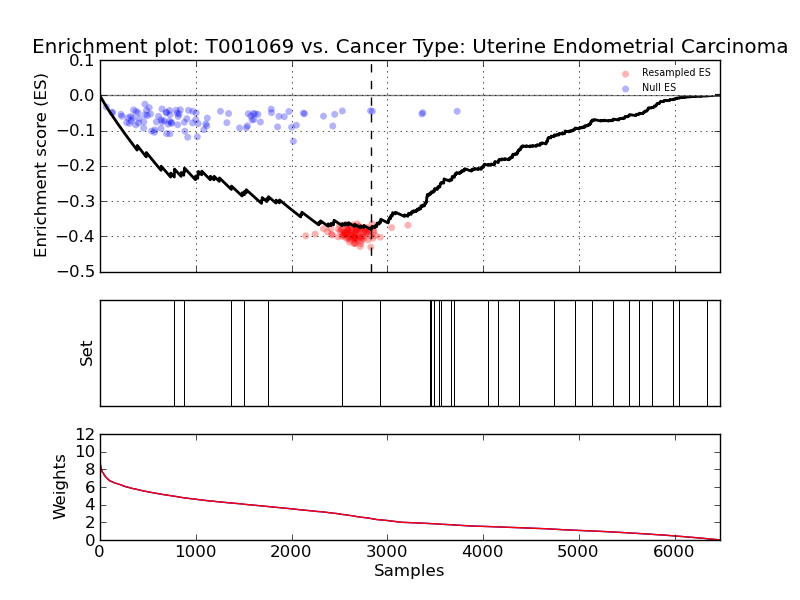 Enrichment plot: T001069 vs. Cancer Type: Uterine Endometrial Carcinoma
Enrichment score (ES)
0.1
0.0
−0.1
−0.2
−0.3
−0.4
−0.5
Resampled ES
Null ES
Set
Weights
12
10
8
6
4
2
0
0 1000 2000 3000 4000 5000 6000
Samples